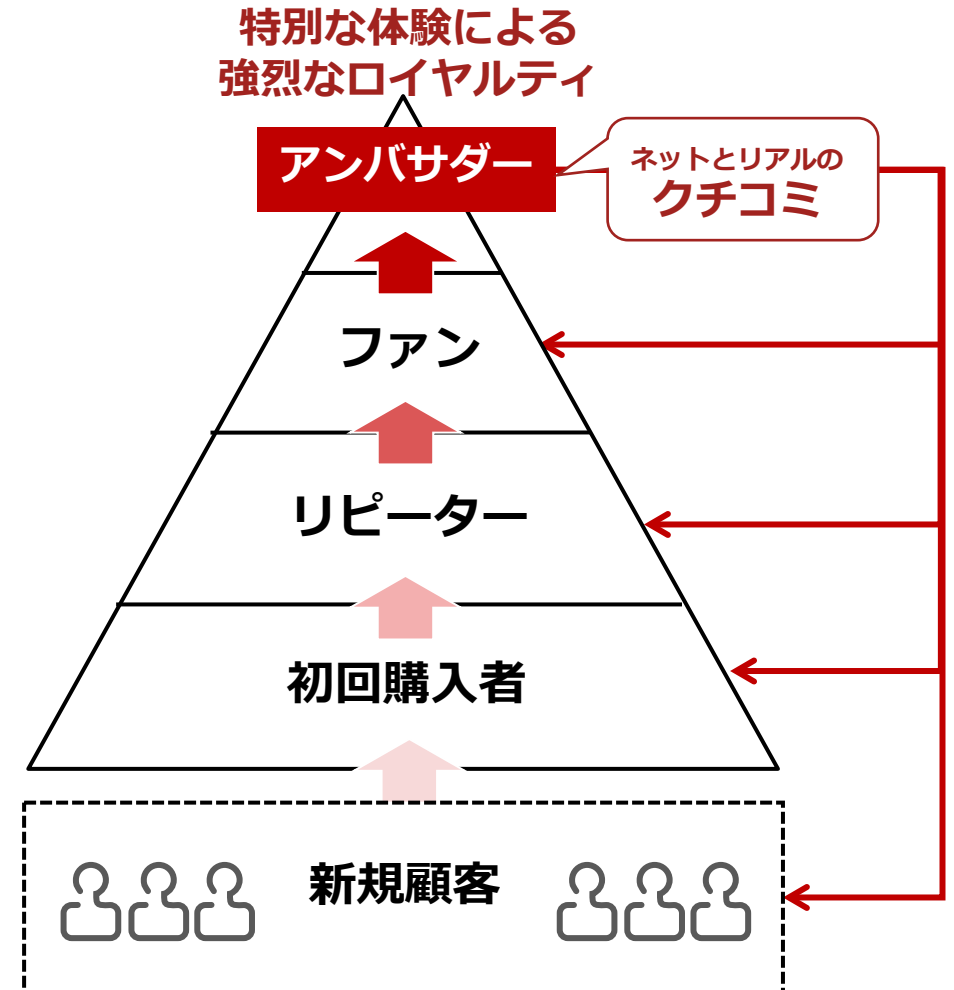 特別な体験による
強烈なロイヤルティ
アンバサダー
ネットとリアルの
クチコミ
ファン
リピーター
初回購入者
新規顧客